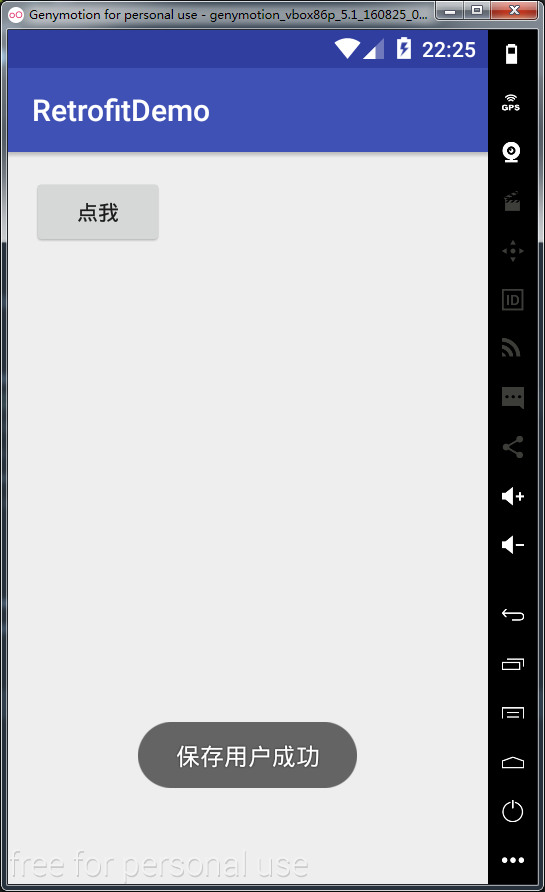 Genymotion for personal use - genymotion_vbox86p_5.1_160825_0...
22:25
GPS
RetrofitDemo
点我
ID
保存用户成功
free for personal use